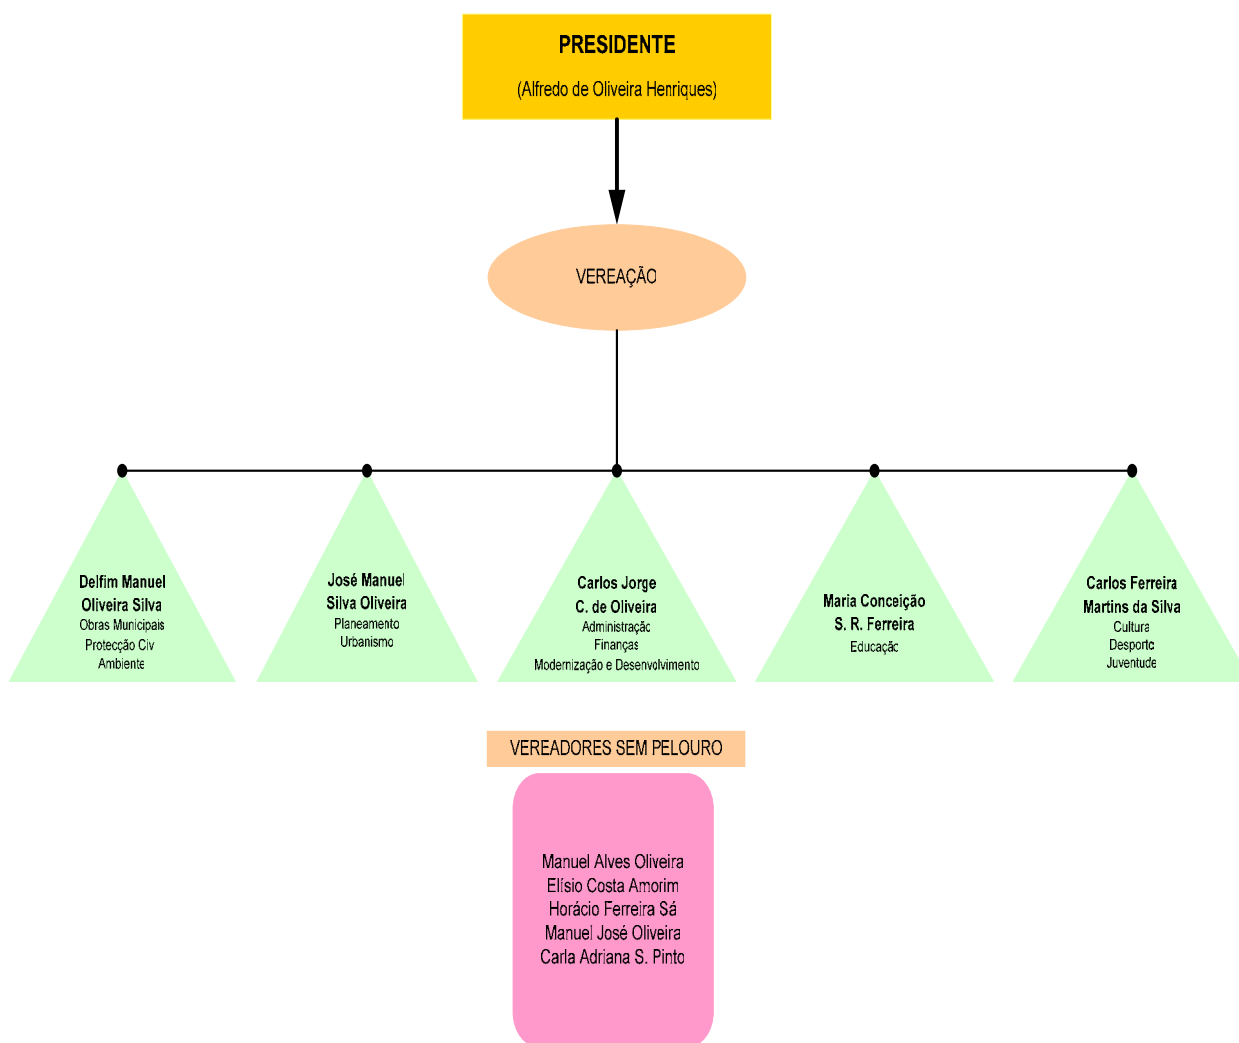 PRESIDENTE
(Alfredo de Oliveira Henriques)
VEREAÇÃO
Delfim Manuel
Oliveira Silva
Obras Municipais
Protecção Civ
Ambiente
José Manuel
Silva Oliveira
Planeamento
Urbanismo
Carlos Jorge
C. de Oliveira
Administração
Finanças
Modernização e Desenvolvimento
Maria Conceição
S. R. Ferreira
Educação
Carlos Ferreira
Martins da Silva
Cultura
Desporto
Juventude
VEREADORES SEM PELOURO
Manuel Alves Oliveira
Elísio Costa Amorim
Horácio Ferreira Sá
Manuel José Oliveira
Carla Adriana S. Pinto